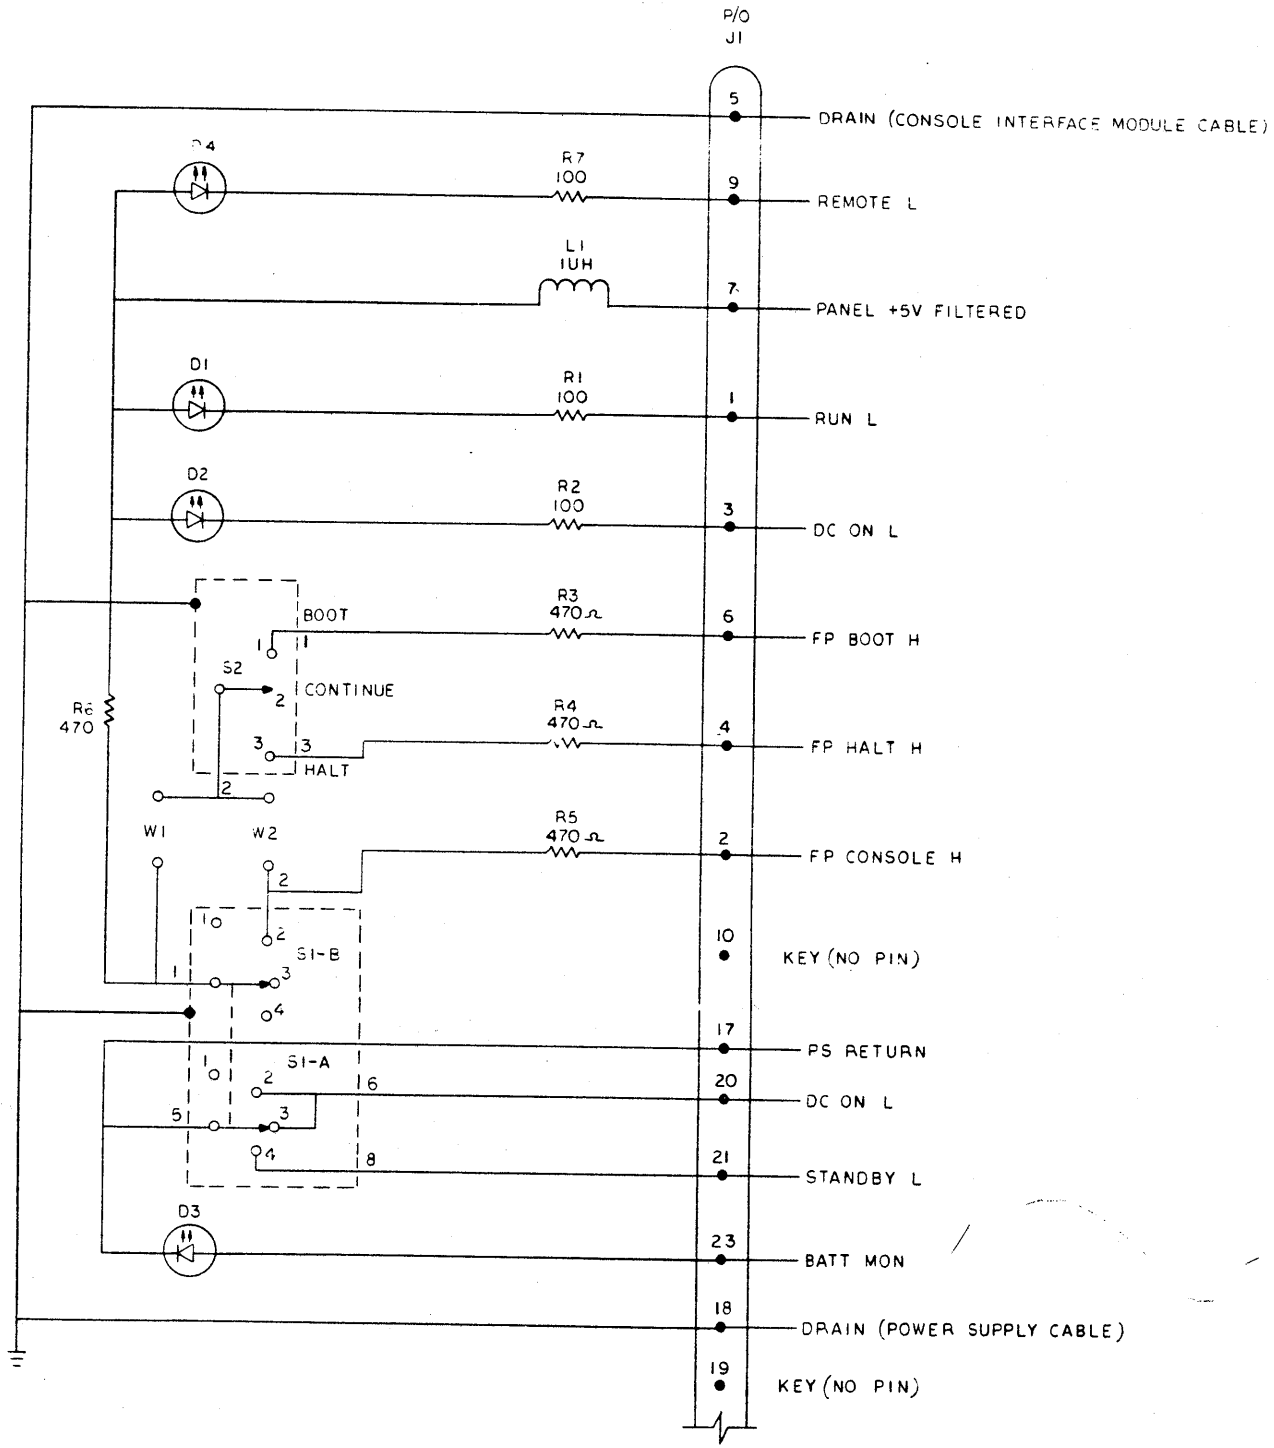 P/O
J1
5
DRAIN (CONSOLE INTERFACE MODULE CABLE)
D4
R7
100
9
REMOTE L
L1
1UH
7
PANEL +5V FILTERED
D1
R1
100
1
RUN L
D2
R2
100
3
DC ON L
R3
470Ω
6
FP BOOT H
BOOT
1
1
S2
2
CONTINUE
R6
470
R4
470Ω
4
FP HALT H
3
3
HALT
2
W1
W2
R5
470Ω
2
FP CONSOLE H
2
1
2
S1-B
10
KEY (NO PIN)
1
3
4
17
PS RETURN
1
S1-A
2
6
20
DC ON L
5
3
4
8
21
STANDBY L
D3
23
BATT MON
18
DRAIN (POWER SUPPLY CABLE)
19
KEY (NO PIN)